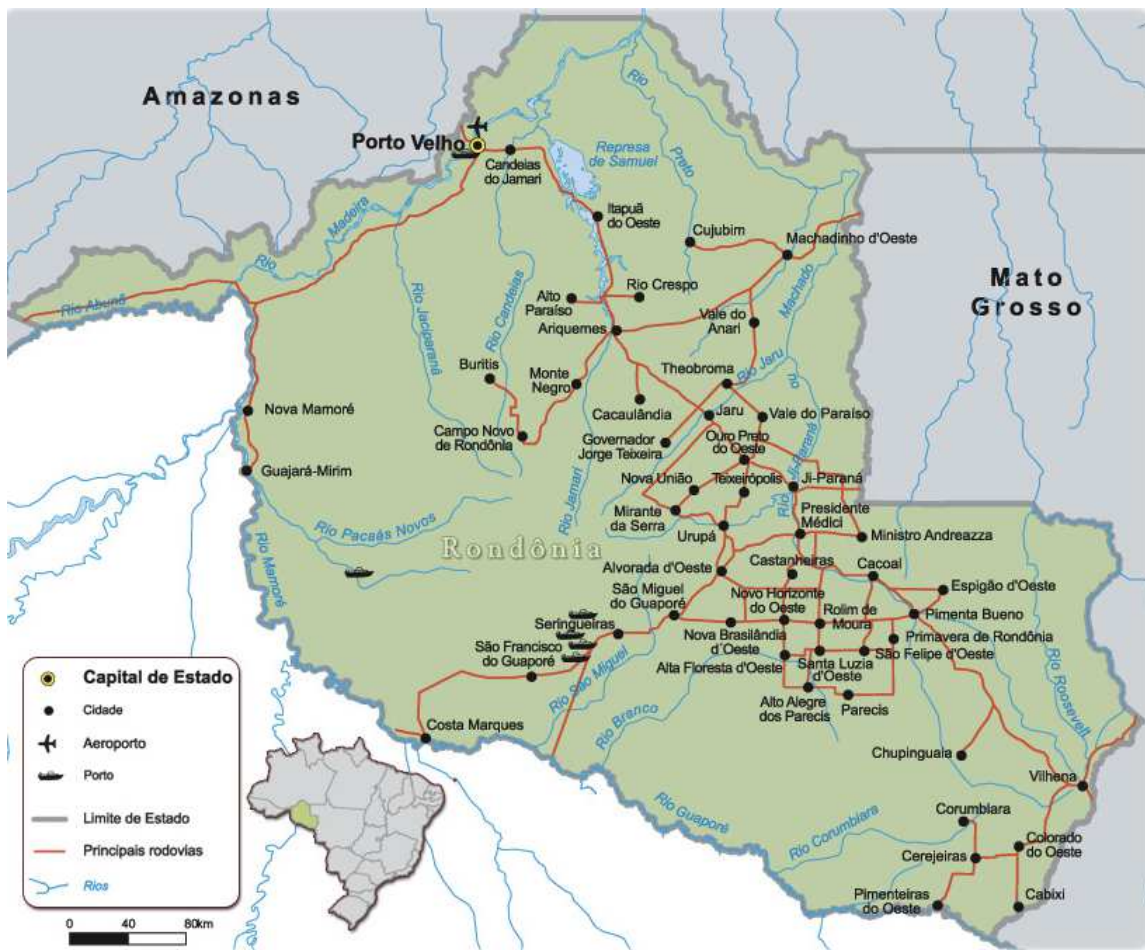 Amazonas
Porto Velho
Candeias
do Jamari
Represa
de Samuel
Rio
Preto
Itapuã
do Oeste
Cujubim
Machadinho d'Oeste
Mato
Grosso
Rio
Madeira
Rio Abunã
Rio Jaciparaná
Rio Candeias
Alto
Paraíso
Rio Crespo
Machado
Ariquemes
Vale do
Anari
Buritis
Monte
Negro
Theobroma
Rio Jaru
no
Nova Mamoré
Cacaulândia
Jaru
Vale do Paraíso
Campo Novo
de Rondônia
Governador
Jorge Teixeira
Ouro Preto
do Oeste
Guajará-Mirim
Rio Jamari
Nova União
Teixeirópolis
Ji-Paraná
Rio Ji-Paraná
Rio Pacaás Novos
Mirante
da Serra
Presidente
Médici
Urupá
Ministro Andreazza
Rondônia
Rio Mamoré
Alvorada d'Oeste
Castanheiras
Cacoal
Espigão d'Oeste
São Miguel
do Guaporé
Novo Horizonte
do Oeste
Rolim de
Moura
Pimenta Bueno
Seringueiras
Nova Brasilândia
d´Oeste
Primavera de Rondônia
São Francisco
do Guaporé
Alta Floresta d'Oeste
Santa Luzia
d'Oeste
São Felipe d'Oeste
Rio São Miguel
Rio Branco
Alto Alegre
dos Parecis
Parecis
Rio Roosevelt
Costa Marques
Chupinguaia
Vilhena
Rio Guaporé
Corumbiara
Rio Corumbiara
Colorado
do Oeste
Cerejeiras
Pimenteiras
do Oeste
Cabixi
Capital de Estado
Cidade
Aeroporto
Porto
Limite de Estado
Principais rodovias
Rios
0 40 80km